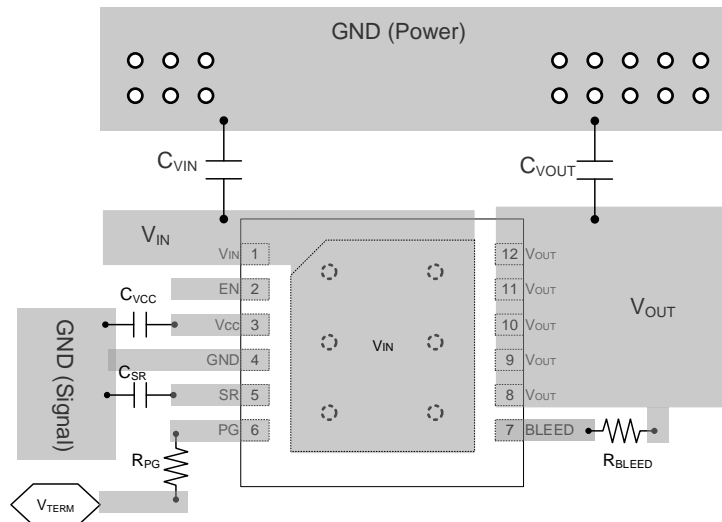 GND (Power)
CVIN
CVOUT
VIN
VIN 1
12 VOUT
EN 2
11 VOUT
VOUT
CVCC
Vcc 3
10 VOUT
VIN
GND (Signal)
GND 4
9 VOUT
CSR
SR 5
8 VOUT
PG 6
7 BLEED
RPG
RBLEED
VTERM